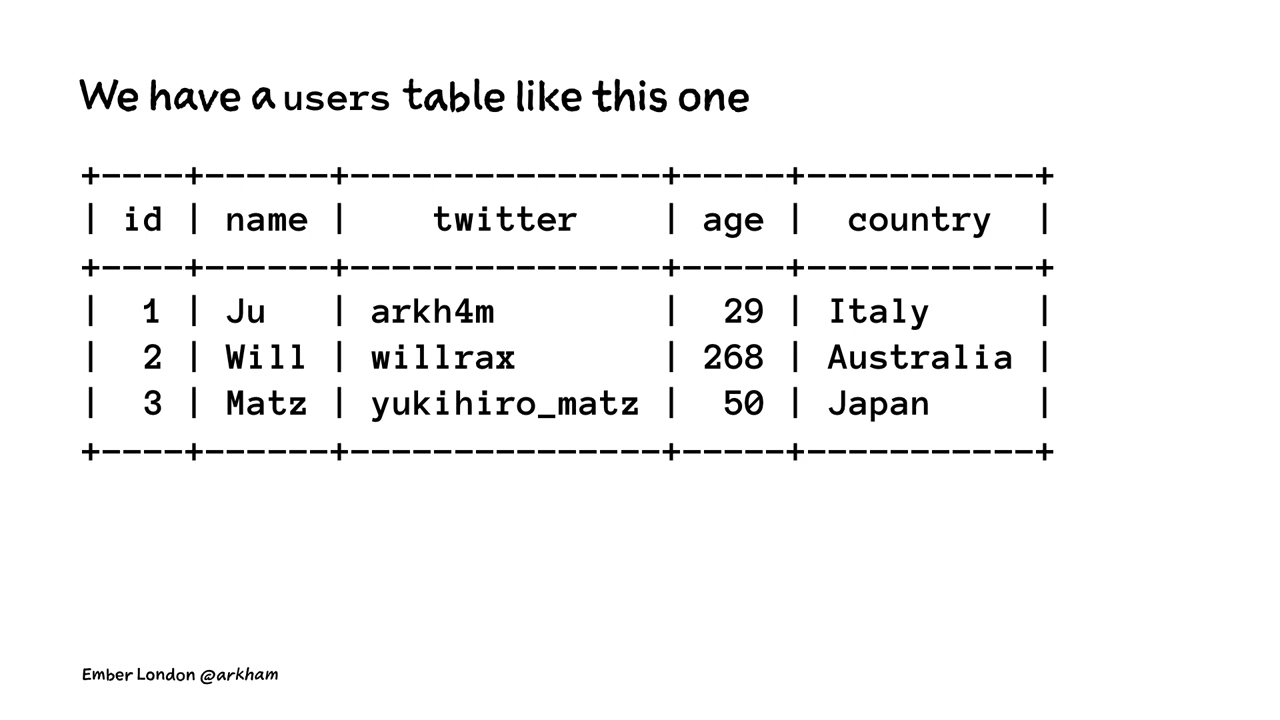 We have a users table like this one
+----+------+---------------+-----+-----------+
| id | name |    twitter    | age |  country  |
+----+------+---------------+-----+-----------+
|  1 | Ju   | arkh4m        |  29 | Italy     |
|  2 | Will | willrax       | 268 | Australia |
|  3 | Matz | yukihiro_matz |  50 | Japan     |
+----+------+---------------+-----+-----------+
Ember London @arkham